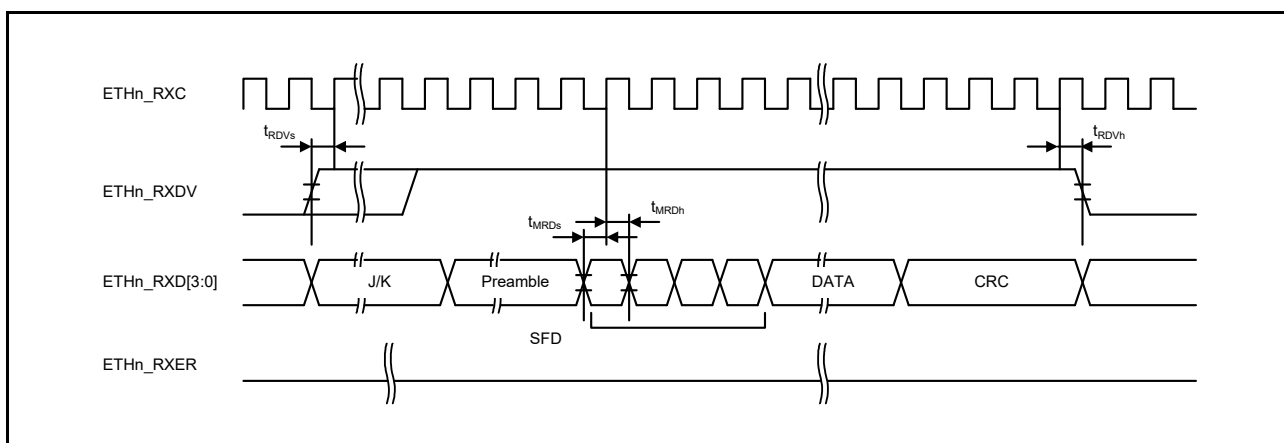 ETHn_RXC
tRDVs
tRDVh
ETHn_RXDV
tMRDs
tMRDh
ETHn_RXD[3:0]
J/K
Preamble
DATA
CRC
SFD
ETHn_RXER